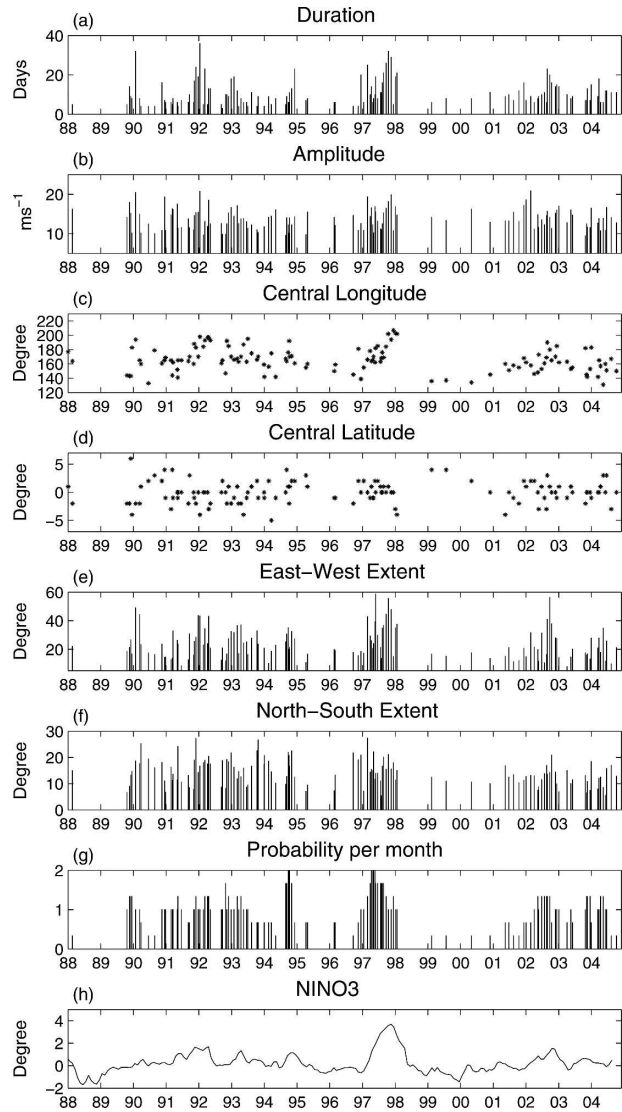 (a) Duration
Days
40
20
0
88 89 90 91 92 93 94 95 96 97 98 99 00 01 02 03 04
(b) Amplitude
ms−1
20
10
88 89 90 91 92 93 94 95 96 97 98 99 00 01 02 03 04
(c) Central Longitude
Degree
220
200
180
160
140
120
88 89 90 91 92 93 94 95 96 97 98 99 00 01 02 03 04
(d) Central Latitude
Degree
5
0
−5
88 89 90 91 92 93 94 95 96 97 98 99 00 01 02 03 04
(e) East−West Extent
Degree
60
40
20
88 89 90 91 92 93 94 95 96 97 98 99 00 01 02 03 04
(f) North−South Extent
Degree
30
20
10
0
88 89 90 91 92 93 94 95 96 97 98 99 00 01 02 03 04
(g) Probability per month
2
1
0
88 89 90 91 92 93 94 95 96 97 98 99 00 01 02 03 04
(h) NINO3
Degree
4
2
0
−2
88 89 90 91 92 93 94 95 96 97 98 99 00 01 02 03 04